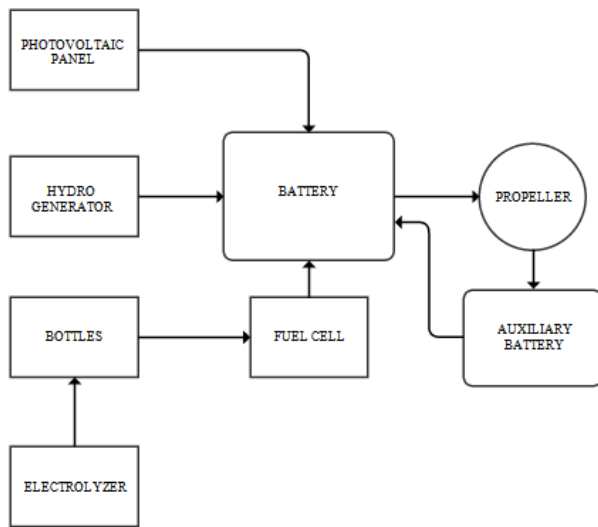 PHOTOVOLTAIC
PANEL
HYDRO
GENERATOR
BATTERY
PROPELLER
BOTTLES
FUEL CELL
AUXILIARY
BATTERY
ELECTROLYZER